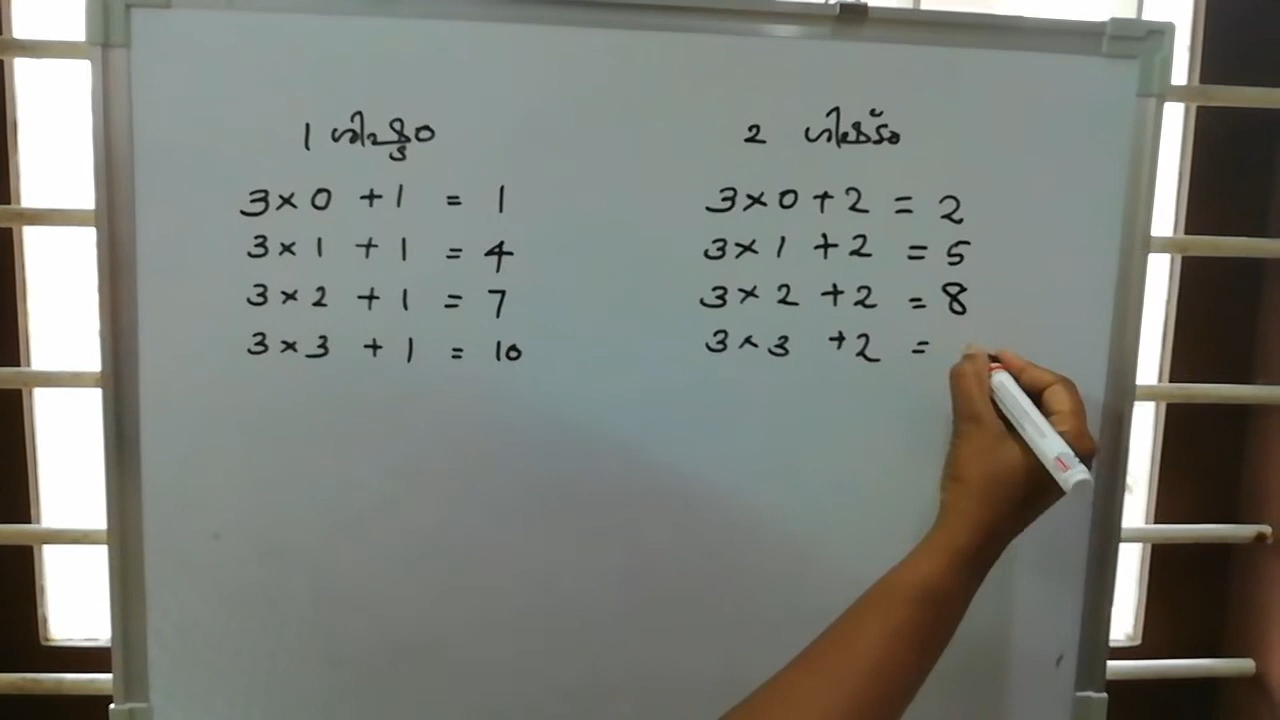 1
3×0 +1 = 1
3×1 +1 = 4
3×2 +1 = 7
3×3 +1 = 10
2
3×0+2 = 2
3×1 +2 = 5
3×2 +2 = 8
3×3 +2 =